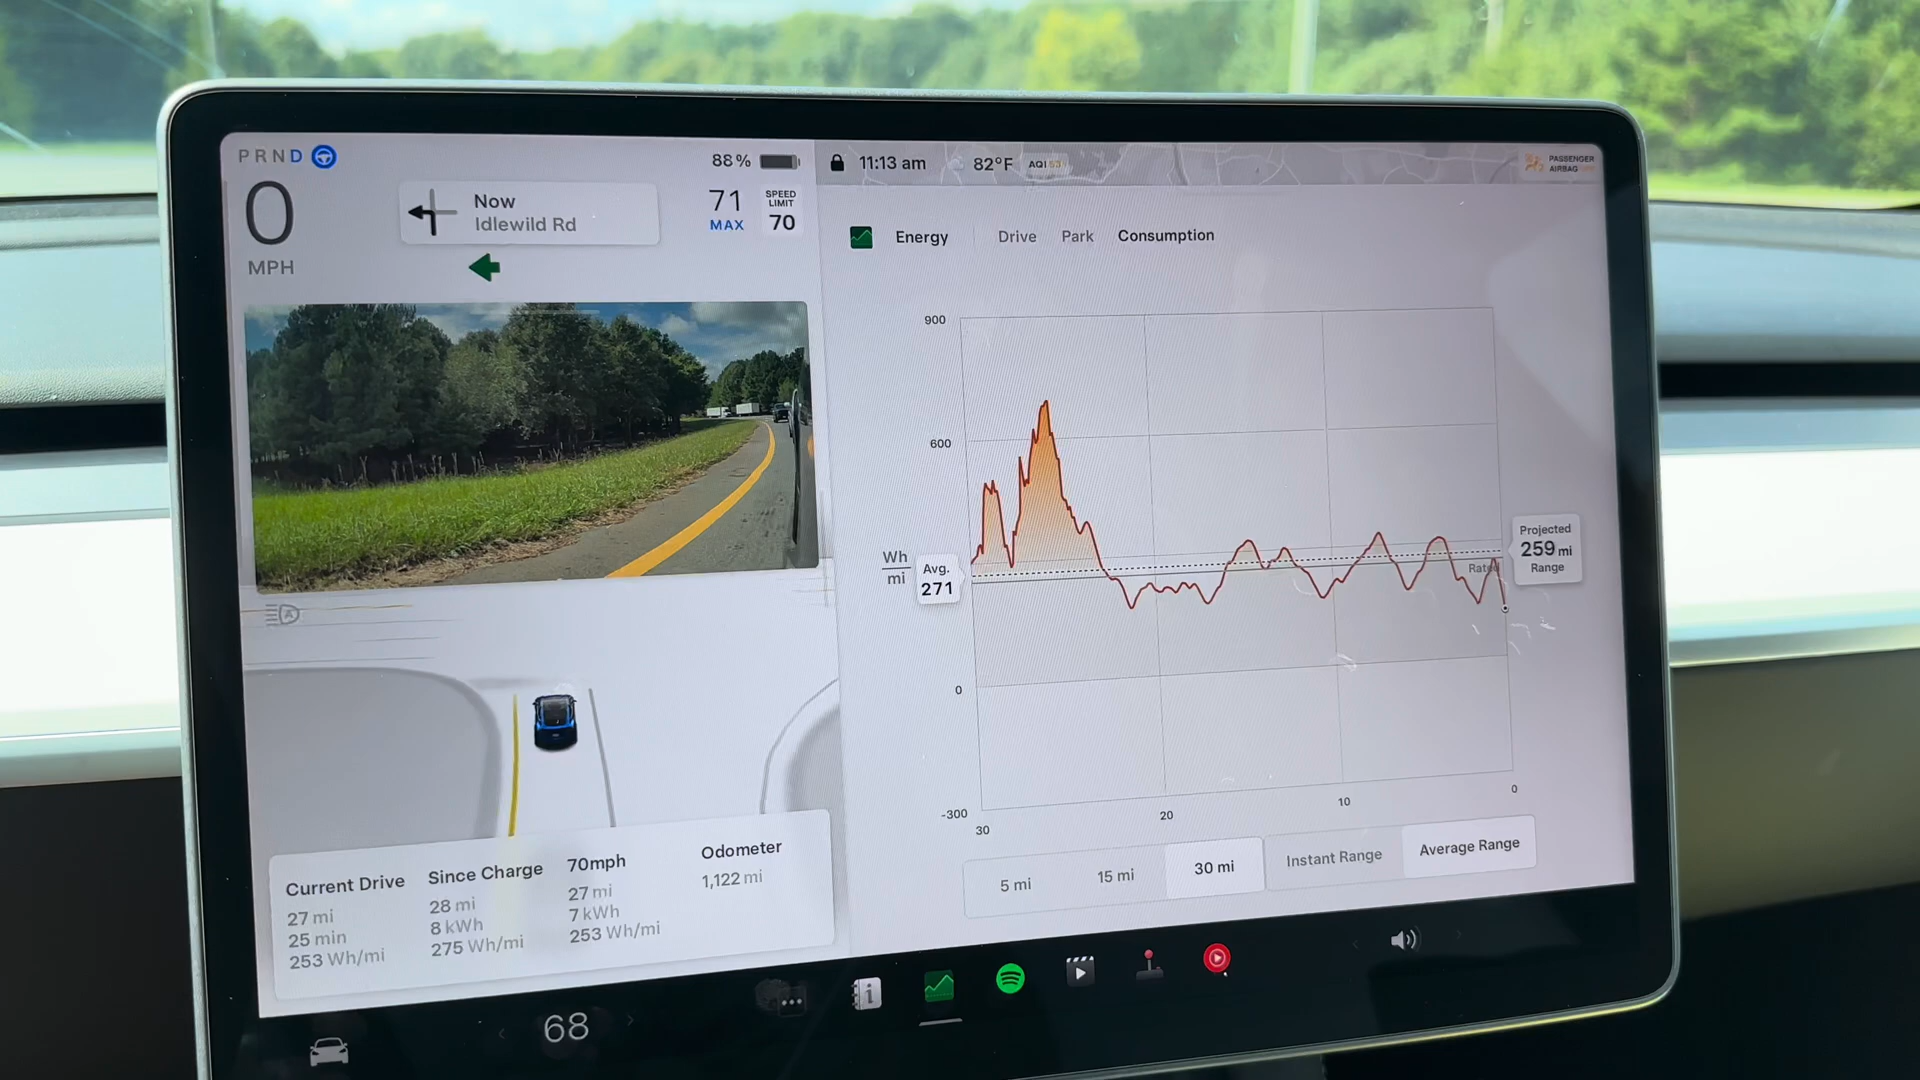 PRND
88%
0
MPH
Now
Idlewild Rd
71
MAX
SPEED
LIMIT
70
11:13 am
82°F
AQI 53
PASSENGER
AIRBAG
Energy
Drive
Park
Consumption
900
600
Wh
mi
Avg.
271
0
-300
30
20
10
0
Rated
Projected
259 mi
Range
5 mi
15 mi
30 mi
Instant Range
Average Range
Current Drive
27 mi
25 min
253 Wh/mi
Since Charge
28 mi
8 kWh
275 Wh/mi
70mph
27 mi
7 kWh
253 Wh/mi
Odometer
1,122 mi
68